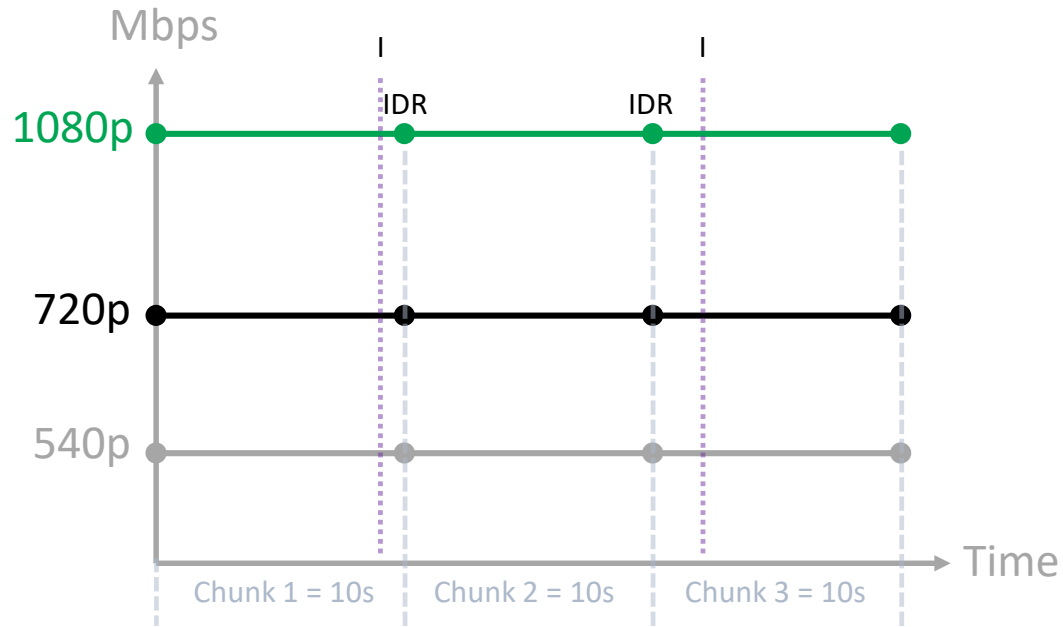 Mbps
I
I
IDR
IDR
1080p
720p
540p
Time
Chunk 1 = 10s
Chunk 2 = 10s
Chunk 3 = 10s